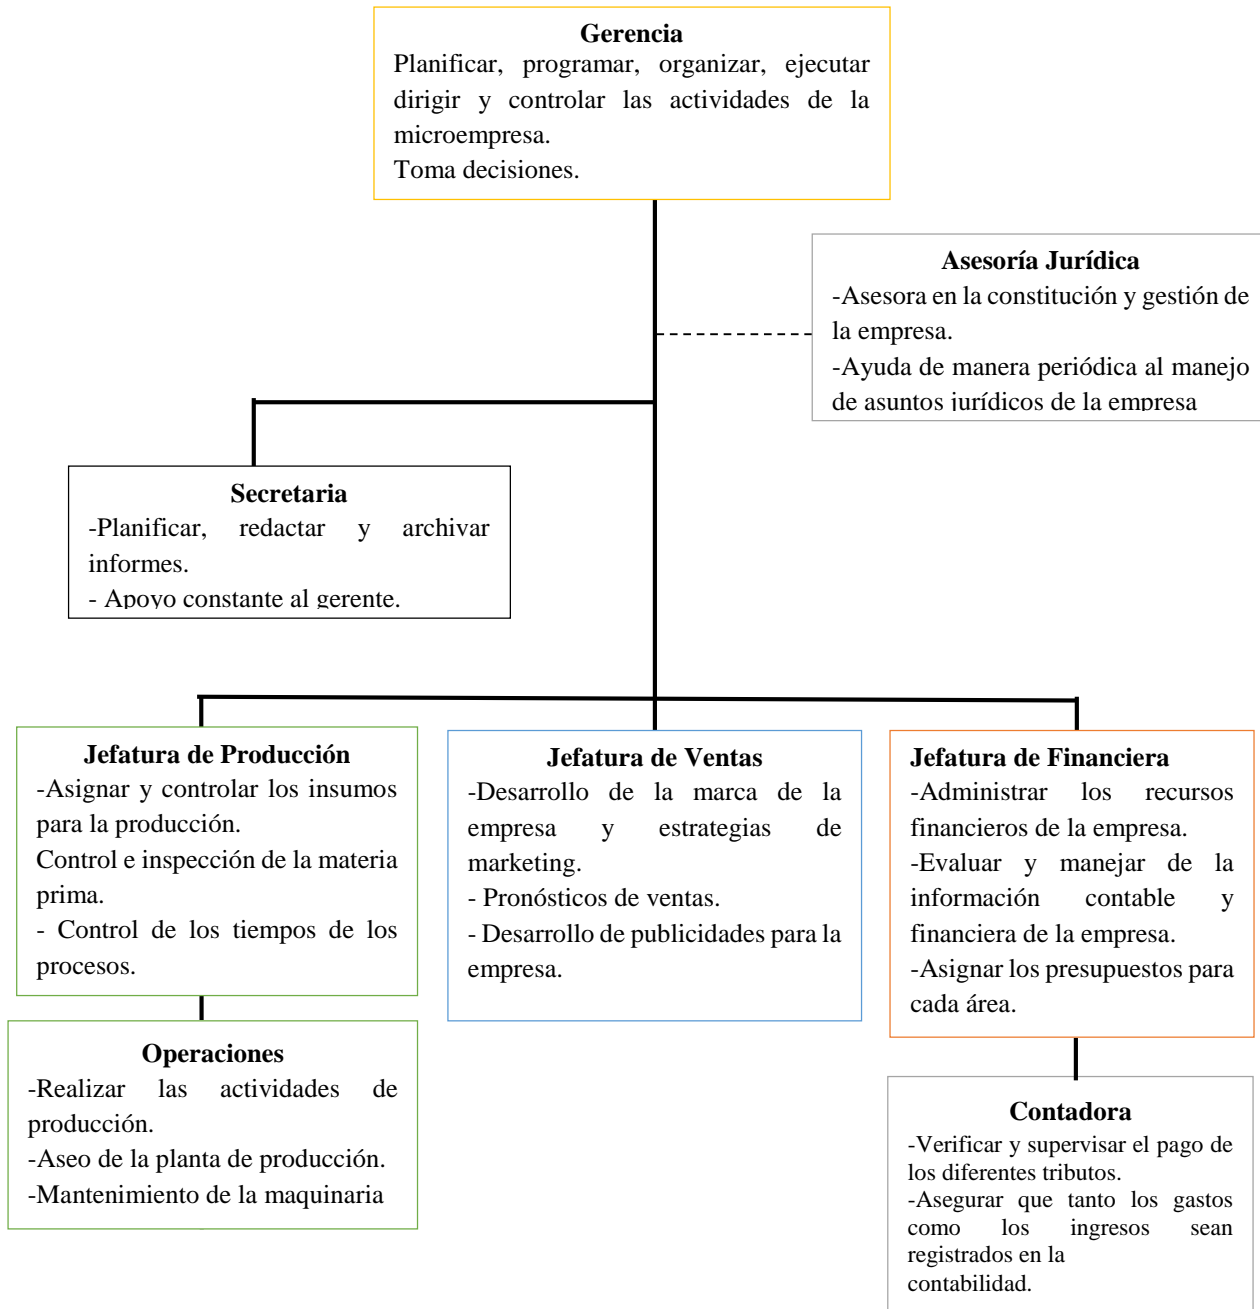 Gerencia
Planificar, programar, organizar, ejecutar
dirigir y controlar las actividades de la
microempresa.
Toma decisiones.
Asesoría Jurídica
-Asesora en la constitución y gestión de
la empresa.
-Ayuda de manera periódica al manejo
de asuntos jurídicos de la empresa
Secretaria
-Planificar, redactar y archivar
informes.
- Apoyo constante al gerente.
Jefatura de Producción
-Asignar y controlar los insumos
para la producción.
Control e inspección de la materia
prima.
- Control de los tiempos de los
procesos.
Jefatura de Ventas
-Desarrollo de la marca de la
empresa y estrategias de
marketing.
- Pronósticos de ventas.
- Desarrollo de publicidades para la
empresa.
Jefatura de Financiera
-Administrar los recursos
financieros de la empresa.
-Evaluar y manejar de la
información contable y
financiera de la empresa.
-Asignar los presupuestos para
cada área.
Operaciones
-Realizar las actividades de
producción.
-Aseo de la planta de producción.
-Mantenimiento de la maquinaria
Contadora
-Verificar y supervisar el pago de
los diferentes tributos.
-Asegurar que tanto los gastos
como los ingresos sean
registrados en la
contabilidad.